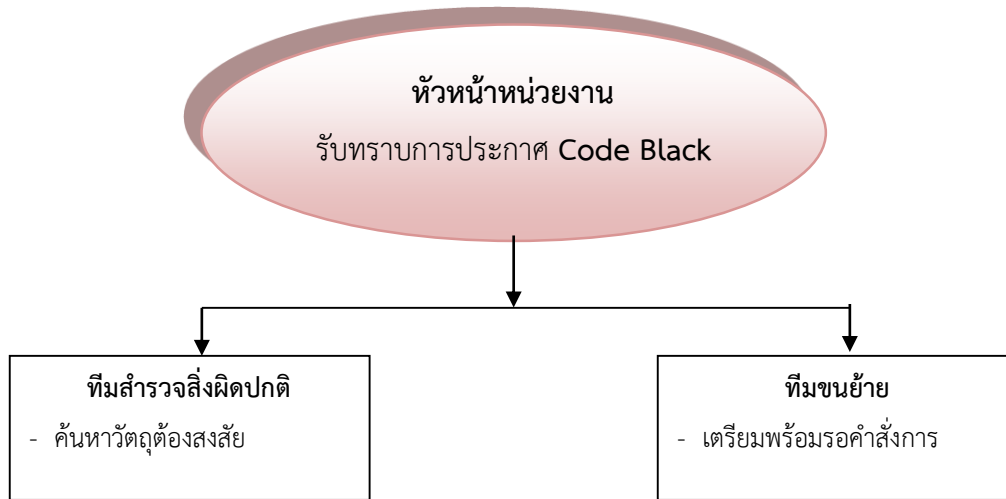 หัวหน้าหน่วยงาน
รับทราบการประกาศ Code Black
ทีมสำรวจสิ่งผิดปกติ
- ค้นหาวัตถุต้องสงสัย
ทีมขนย้าย
- เตรียมพร้อมรอคำสั่งการ